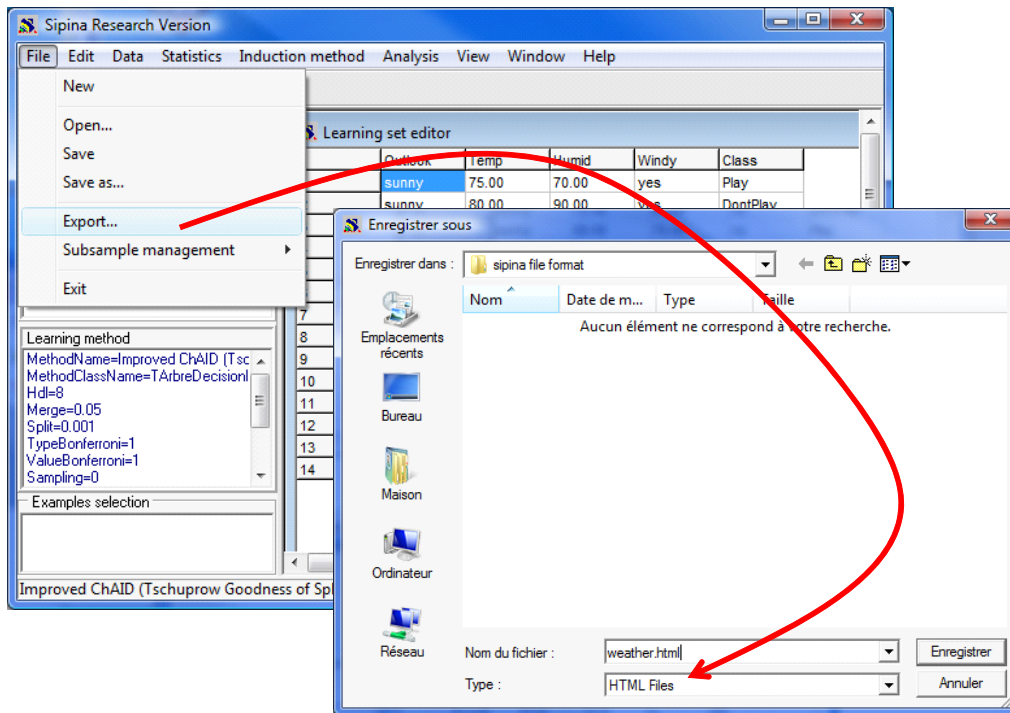 Sipina Research Version
File Edit Data Statistics Induction method Analysis View Window Help
New
Open...
Save
Save as...
Export...
Subsample management
Exit
Learning set editor
Outlook Temp Humid Windy Class
sunny 75.00 70.00 yes Play
sunny 80.00 90.00 yes DontPlay
7
8
9
10
11
12
13
14
Learning method
MethodName=Improved ChAID (Tsc
MethodClassName=TArbreDecisionI
Hdl=8
Merge=0.05
Split=0.001
TypeBonferroni=1
ValueBonferroni=1
Sampling=0
Examples selection
Improved ChAID (Tschuprow Goodness of Spl
Enregistrer sous
Enregistrer dans : sipina file format
Nom Date de m... Type Taille
Aucun élément ne correspond à votre recherche.
Emplacements
récents
Bureau
Maison
Ordinateur
Réseau
Nom du fichier : weather.html Enregistrer
Type : HTML Files Annuler